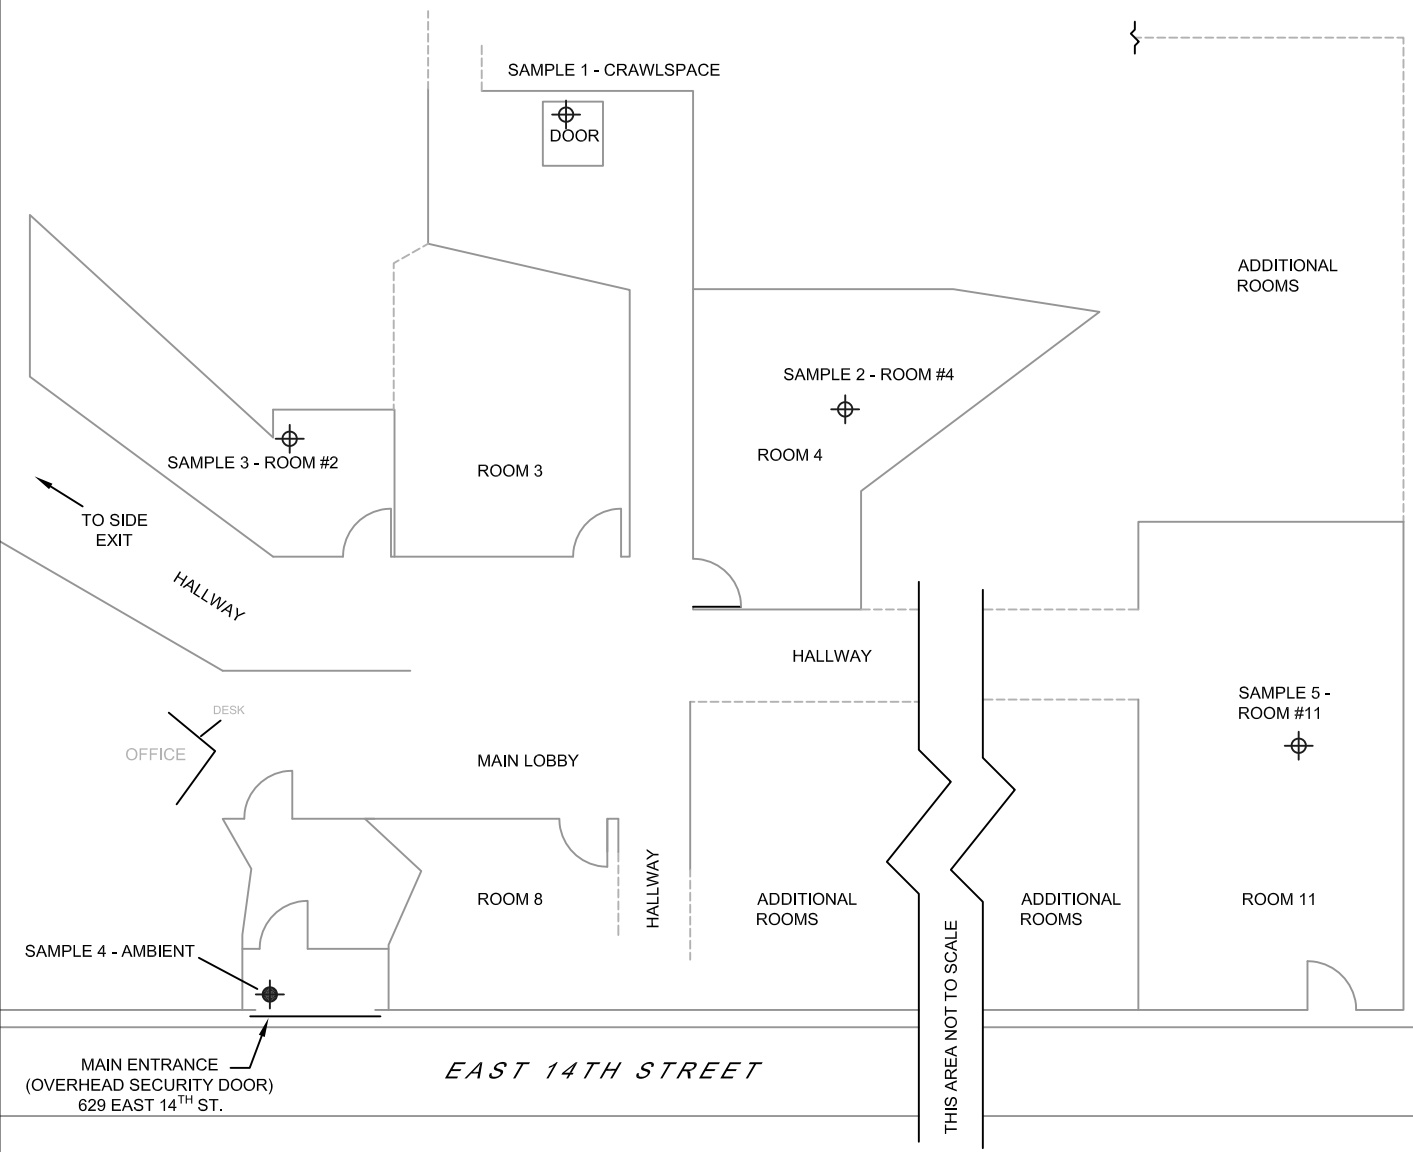 SAMPLE 1 - CRAWLSPACE
DOOR
ADDITIONAL
ROOMS
SAMPLE 2 - ROOM #4
ROOM 4
SAMPLE 3 - ROOM #2
ROOM 3
TO SIDE
EXIT
HALLWAY
HALLWAY
SAMPLE 5 -
ROOM #11
DESK
OFFICE
MAIN LOBBY
ROOM 8
HALLWAY
ADDITIONAL
ROOMS
ADDITIONAL
ROOMS
ROOM 11
SAMPLE 4 - AMBIENT
THIS AREA NOT TO SCALE
MAIN ENTRANCE
(OVERHEAD SECURITY DOOR)
629 EAST 14TH ST.
EAST 14TH STREET